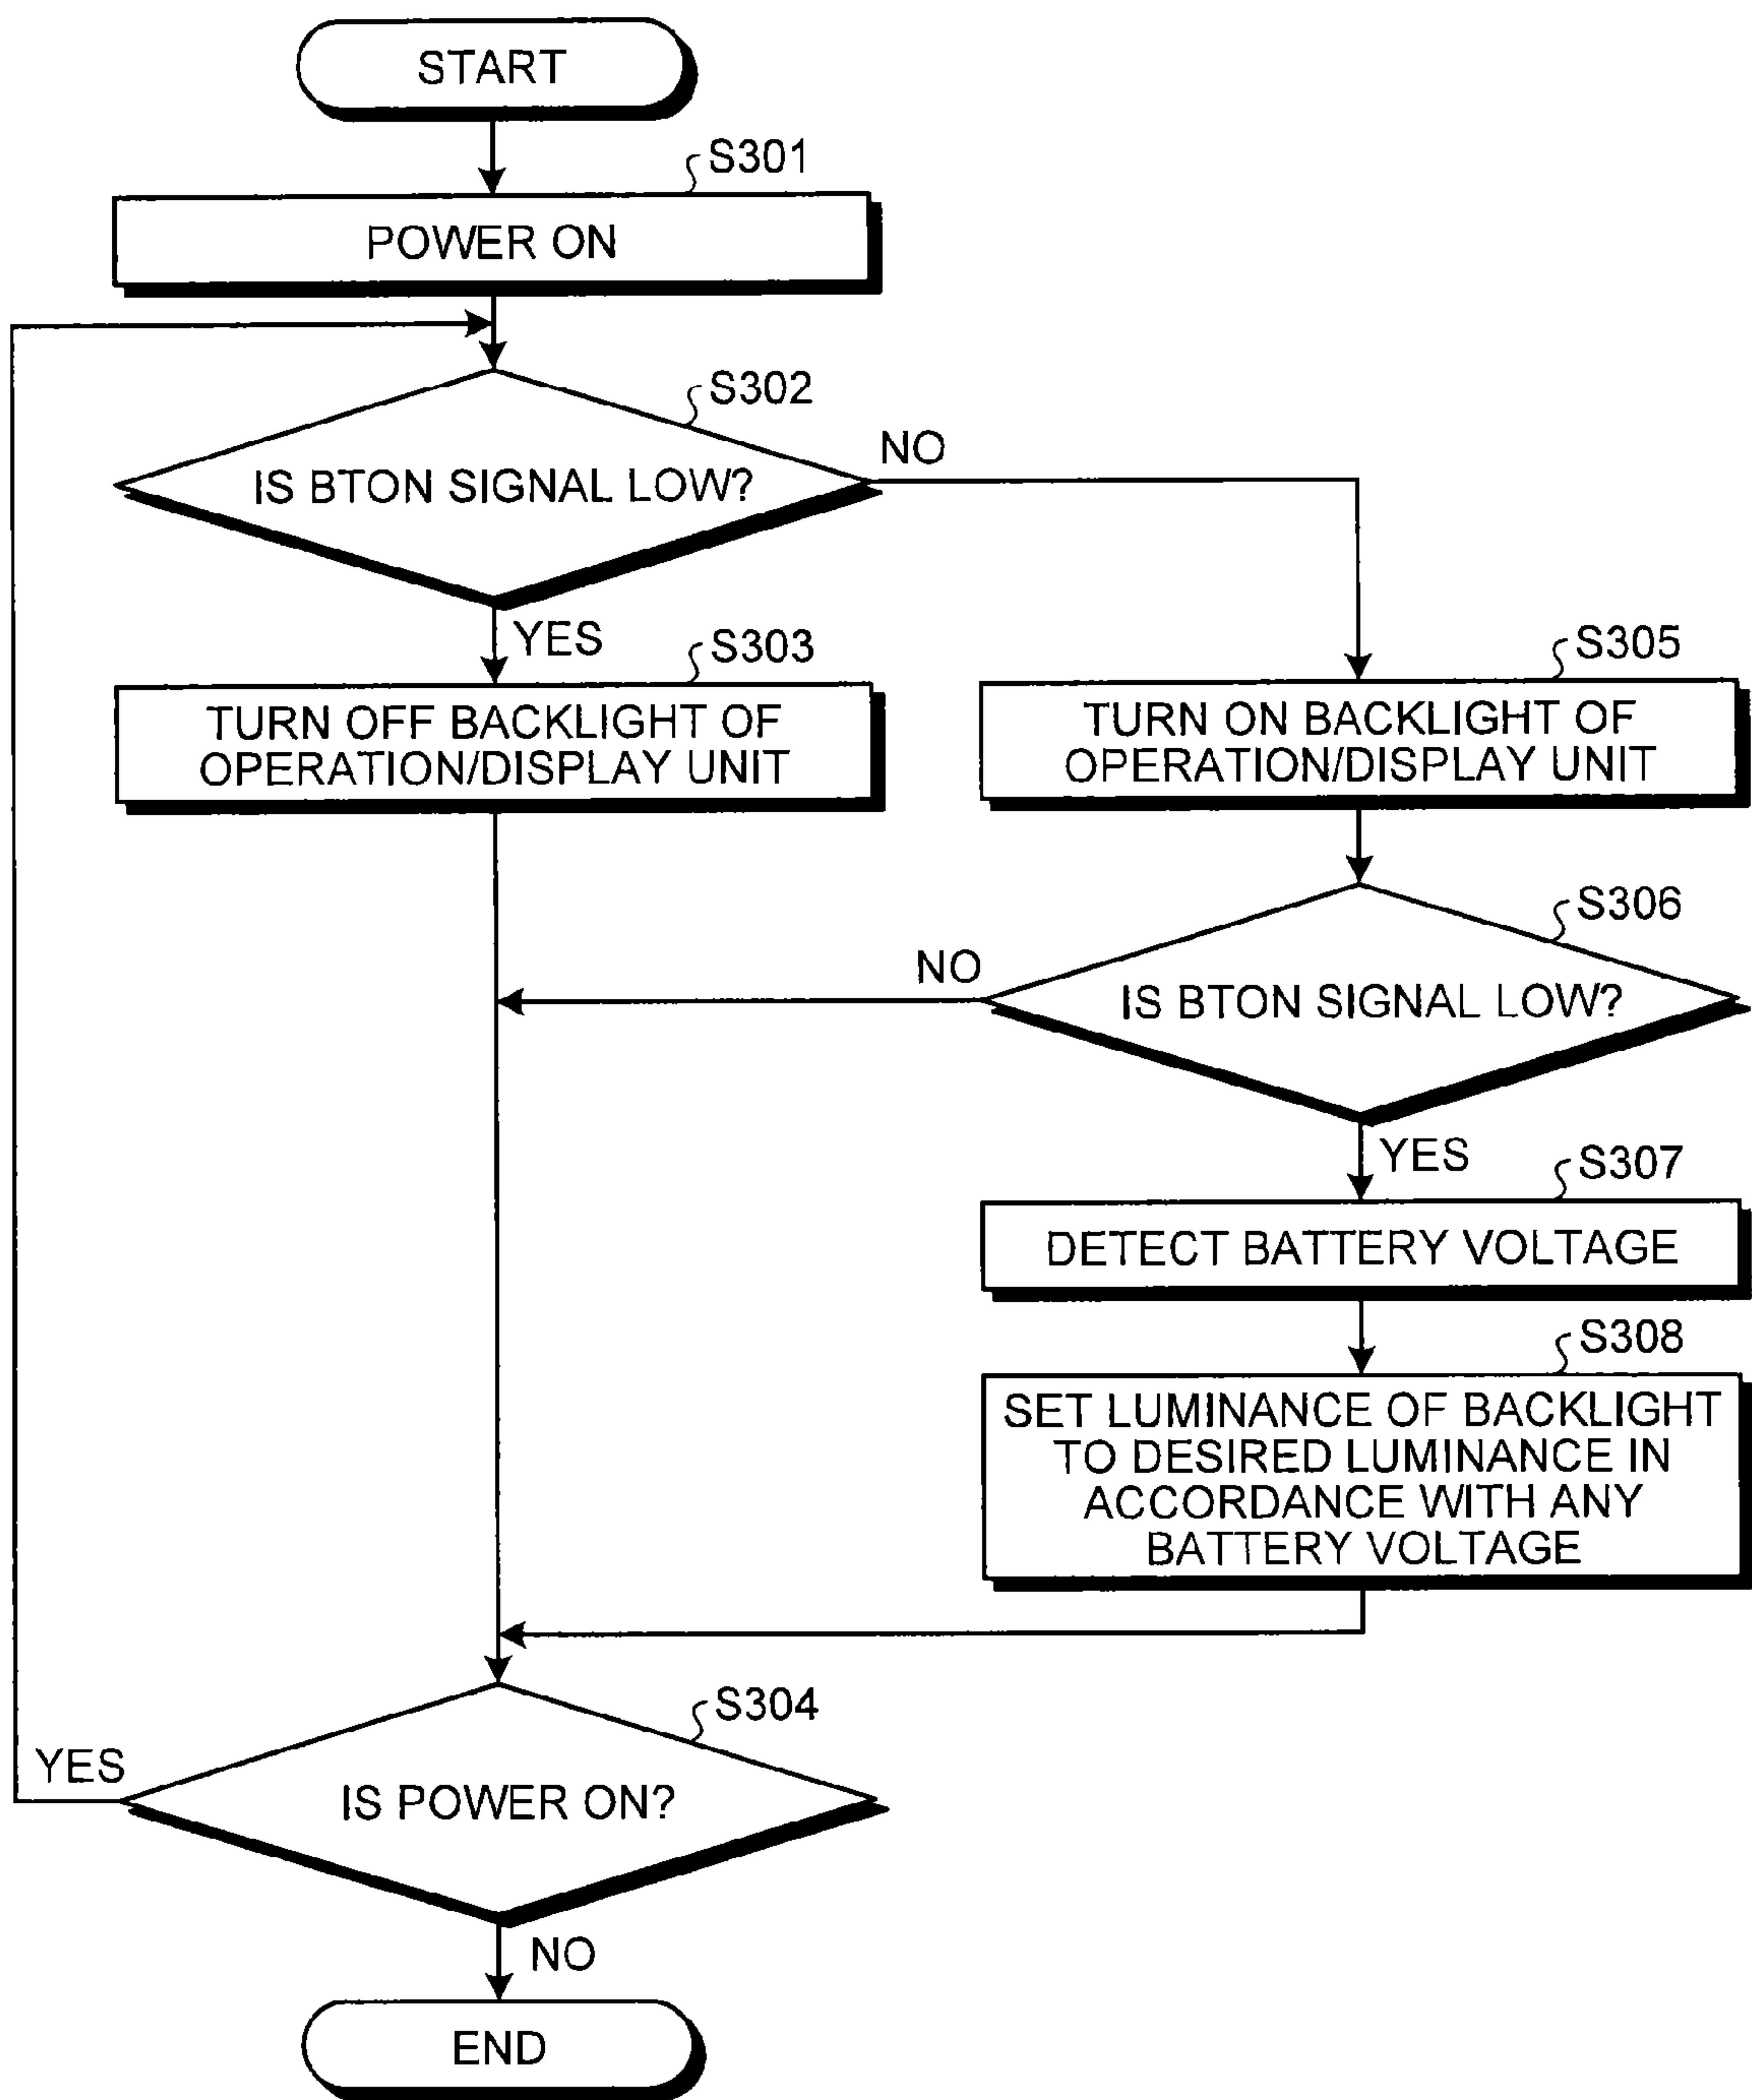 START
S301
POWER ON
S302
IS BTON SIGNAL LOW?
NO
YES
S303
TURN OFF BACKLIGHT OF
OPERATION/DISPLAY UNIT
S305
TURN ON BACKLIGHT OF
OPERATION/DISPLAY UNIT
S306
NO
IS BTON SIGNAL LOW?
YES
S307
DETECT BATTERY VOLTAGE
S308
SET LUMINANCE OF BACKLIGHT
TO DESIRED LUMINANCE IN
ACCORDANCE WITH ANY
BATTERY VOLTAGE
S304
YES
IS POWER ON?
NO
END